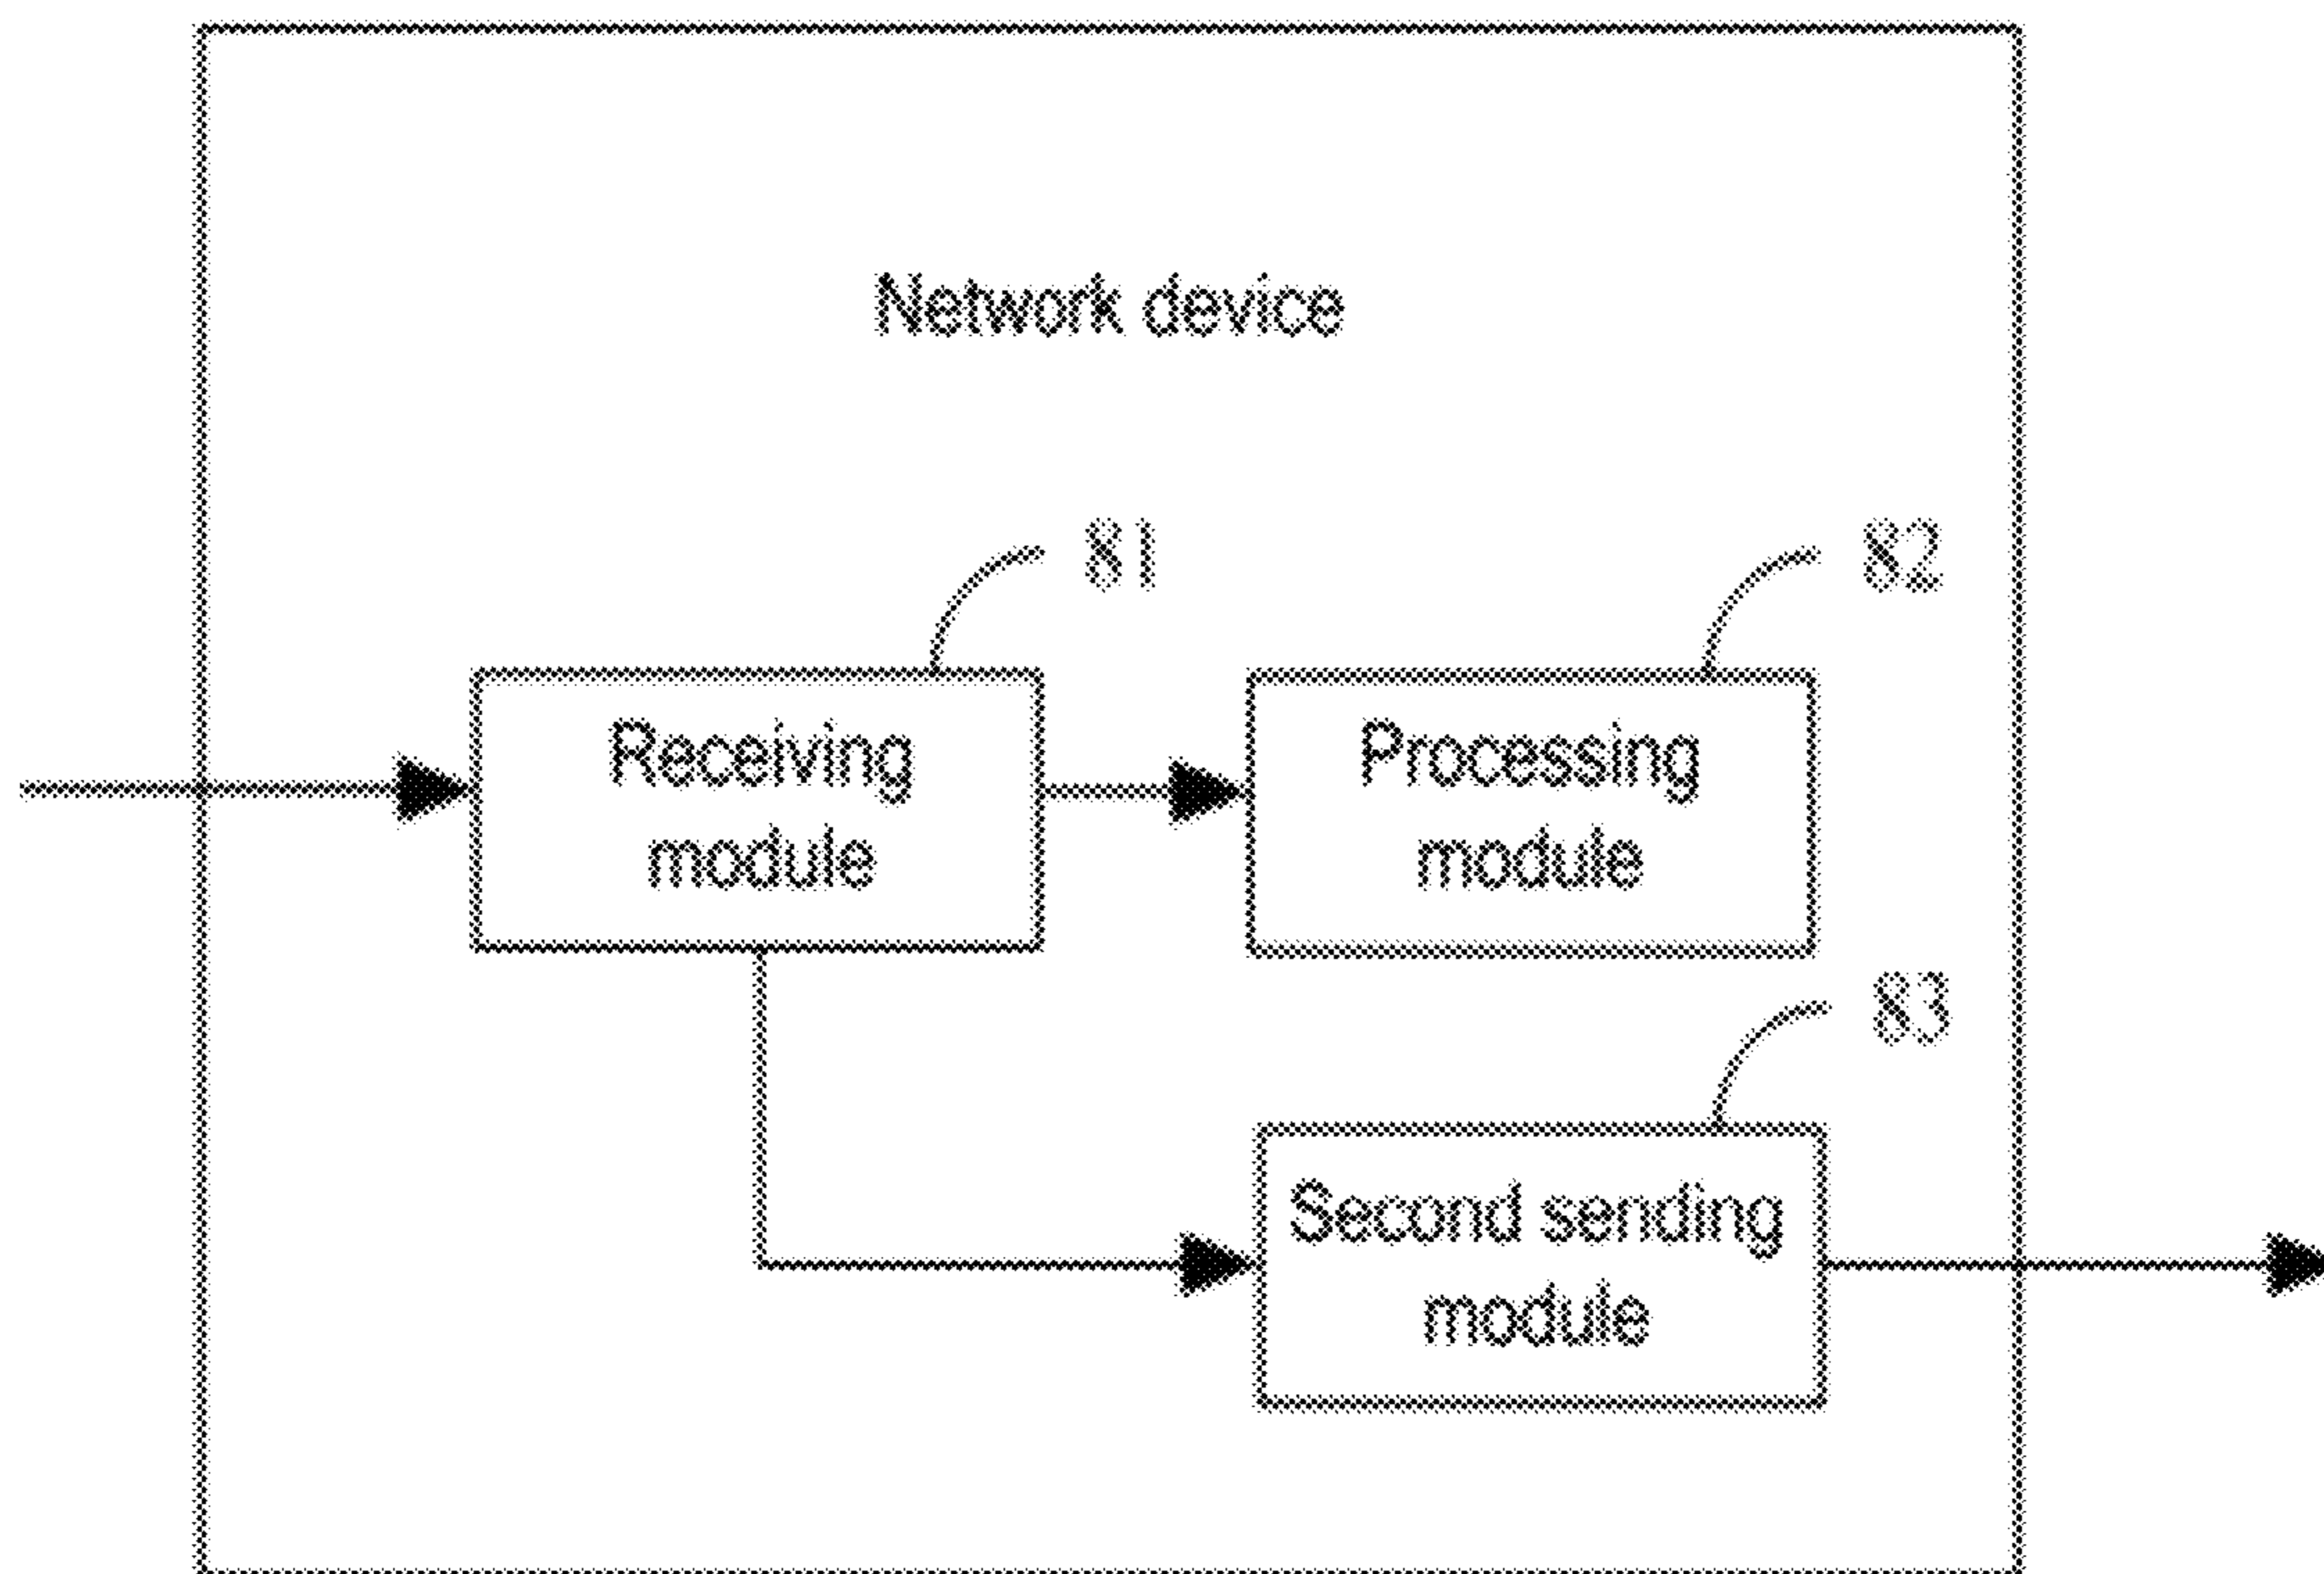 Network device
81
82
Receiving
module
Processing
module
83
Second sending
module